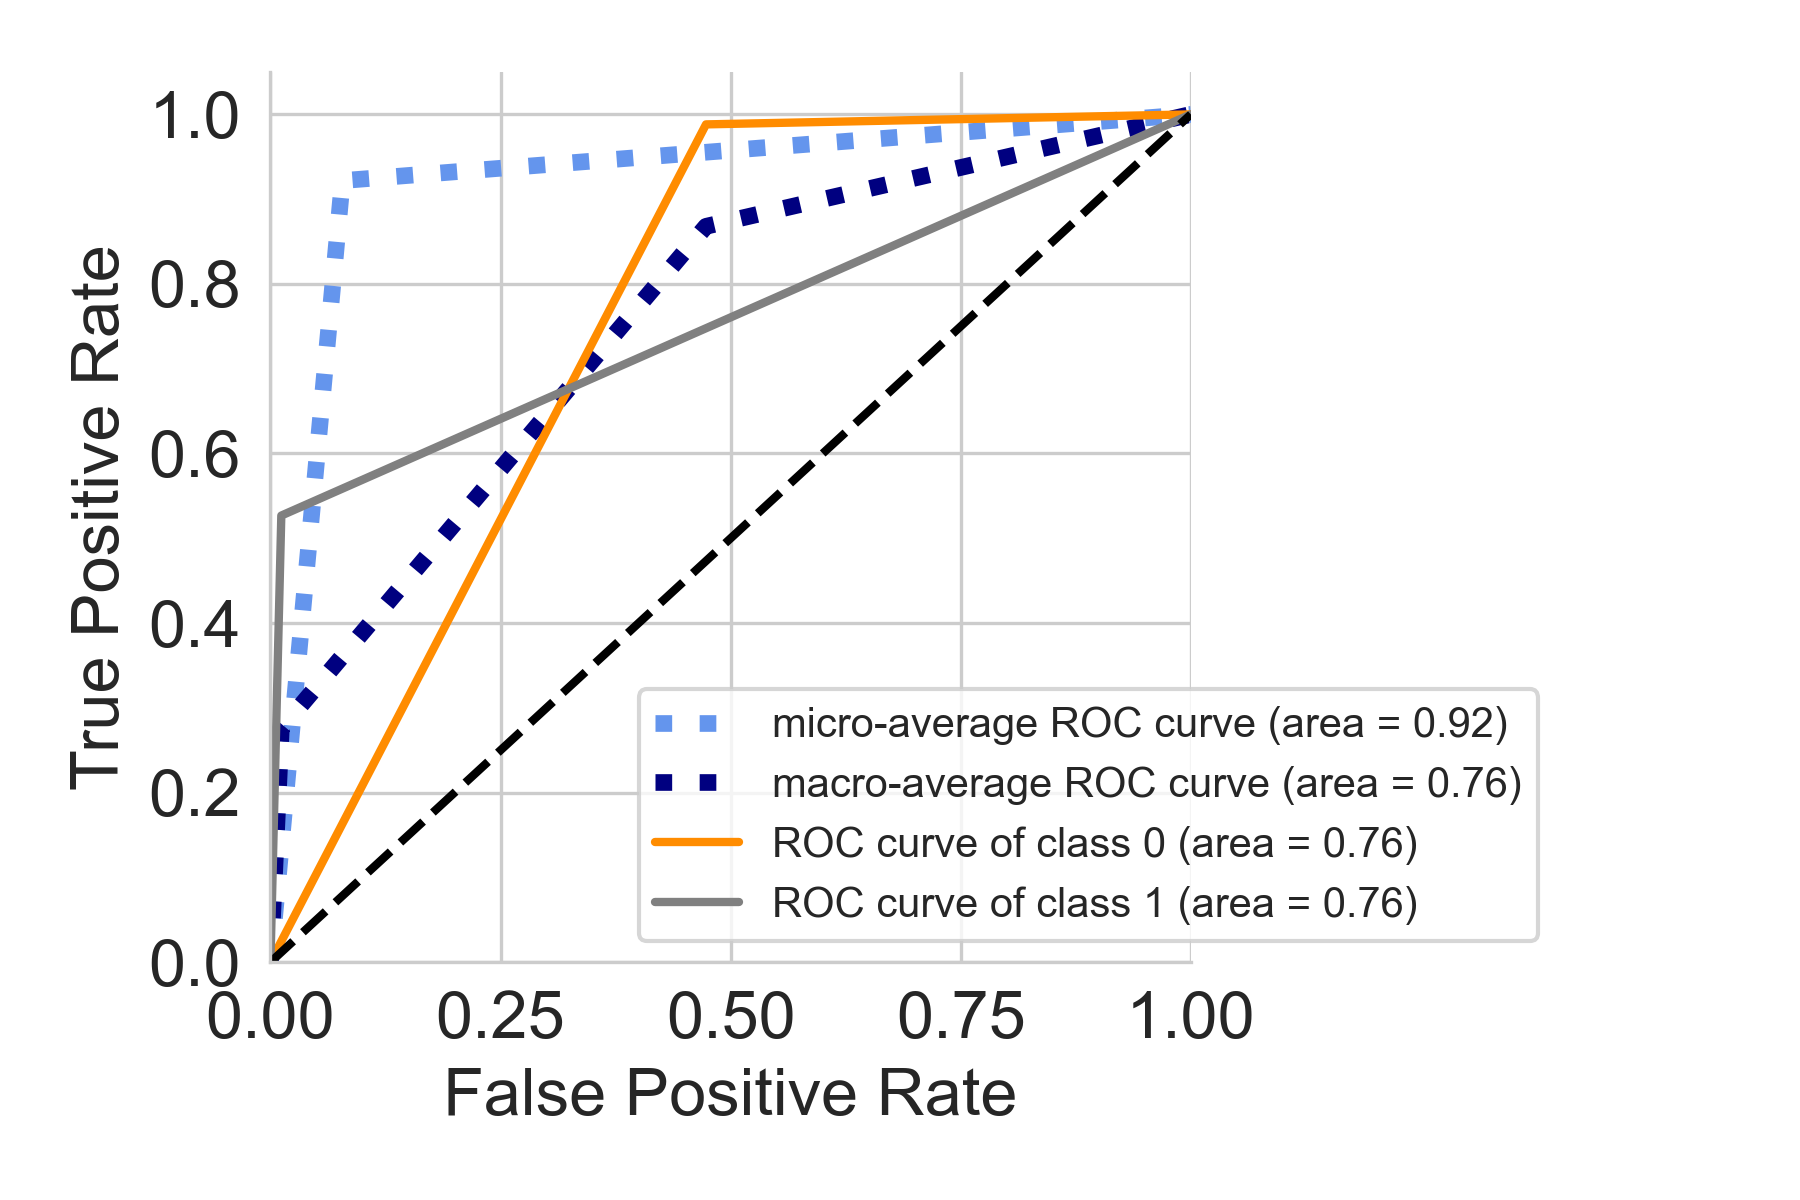 True Positive Rate
1.0
0.8
0.6
0.4
0.2
0.0
micro-average ROC curve (area = 0.92)
macro-average ROC curve (area = 0.76)
ROC curve of class 0 (area = 0.76)
ROC curve of class 1 (area = 0.76)
0.00 0.25 0.50 0.75 1.00
False Positive Rate